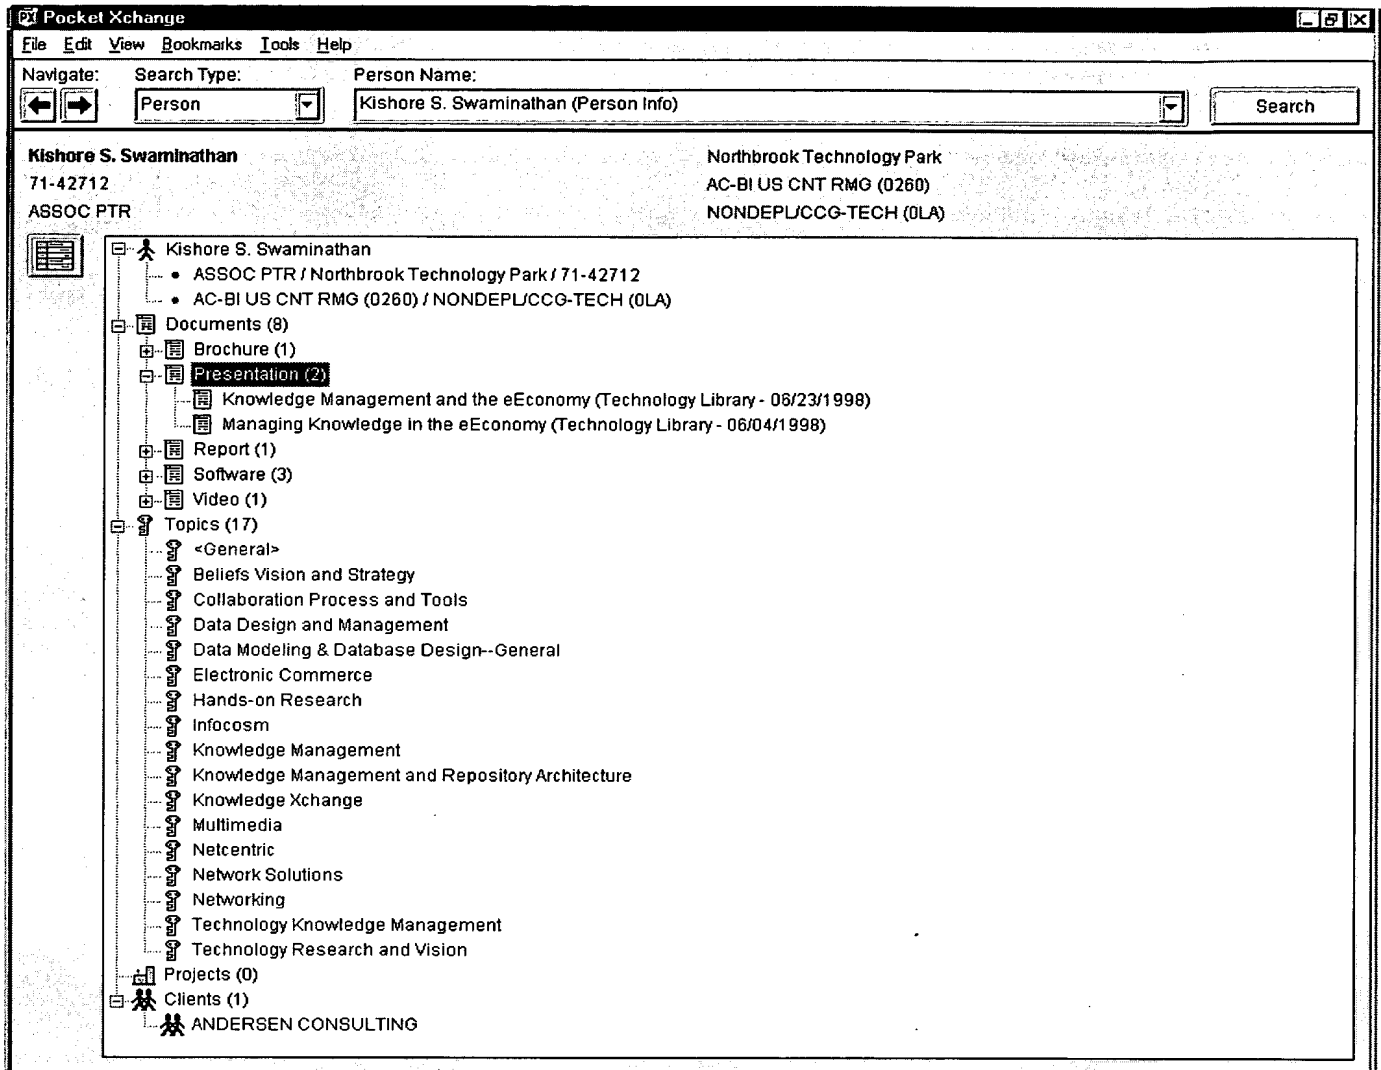 PX Pocket Xchange
File Edit View Bookmarks Tools Help
Navigate: Search Type: Person Name:
Person Kishore S. Swaminathan (Person Info) Search
Kishore S. Swaminathan Northbrook Technology Park
71-42712 AC-BI US CNT RMG (0260)
ASSOC PTR NONDEPL/CCG-TECH (0LA)
Kishore S. Swaminathan
• ASSOC PTR / Northbrook Technology Park / 71-42712
• AC-BI US CNT RMG (0260) / NONDEPL/CCG-TECH (0LA)
Documents (8)
Brochure (1)
Presentation (2)
Knowledge Management and the eEconomy (Technology Library - 06/23/1998)
Managing Knowledge in the eEconomy (Technology Library - 06/04/1998)
Report (1)
Software (3)
Video (1)
Topics (17)
<General>
Beliefs Vision and Strategy
Collaboration Process and Tools
Data Design and Management
Data Modeling & Database Design--General
Electronic Commerce
Hands-on Research
Infocosm
Knowledge Management
Knowledge Management and Repository Architecture
Knowledge Xchange
Multimedia
Netcentric
Network Solutions
Networking
Technology Knowledge Management
Technology Research and Vision
Projects (0)
Clients (1)
ANDERSEN CONSULTING